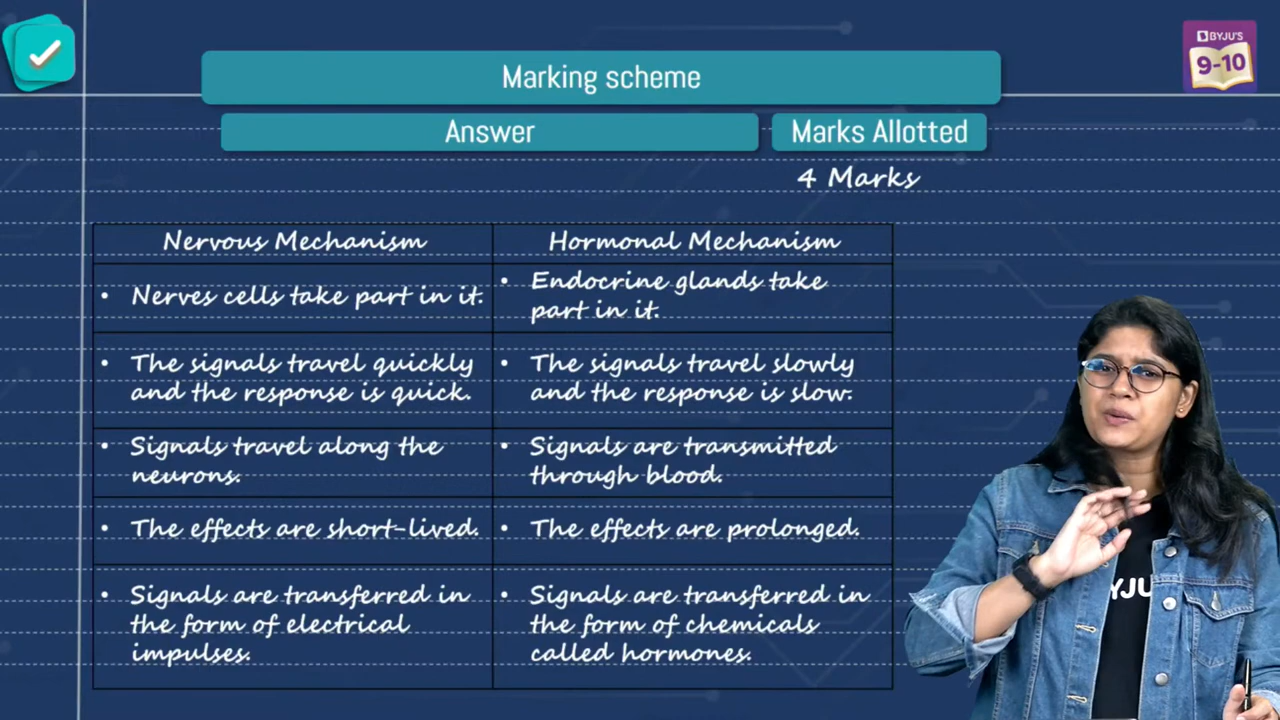 BYJU'S
9-10
Marking scheme
Answer
Marks Allotted
4 Marks
Nervous Mechanism
Hormonal Mechanism
• Nerves cells take part in it.
• Endocrine glands take
part in it.
• The signals travel quickly
and the response is quick.
• The signals travel slowly
and the response is slow.
• Signals travel along the
neurons.
• Signals are transmitted
through blood.
• The effects are short-lived.
• The effects are prolonged.
• Signals are transferred in
the form of electrical
impulses.
• Signals are transferred in
the form of chemicals
called hormones.
YJU